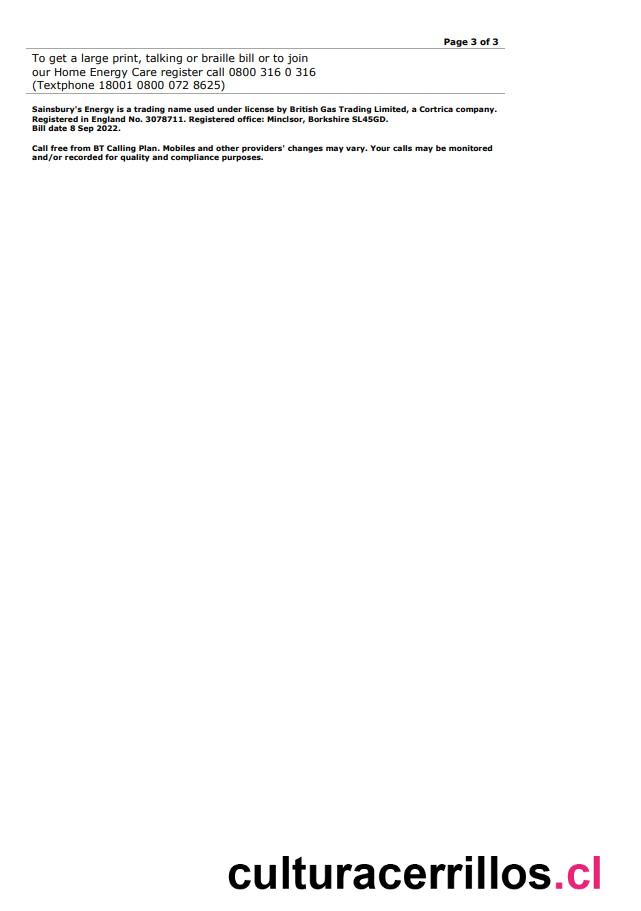 Page 3 of 3
To get a large print, talking or braille bill or to join
our Home Energy Care register call 0800 316 0 316
(Textphone 18001 0800 072 8625)
Sainsbury's Energy is a trading name used under license by British Gas Trading Limited, a Cortrica company.
Registered in England No. 3078711. Registered office: Minclsor, Borkshire SL45GD.
Bill date 8 Sep 2022.
Call free from BT Calling Plan. Mobiles and other providers' changes may vary. Your calls may be monitored
and/or recorded for quality and compliance purposes.
culturacerrillos.cl